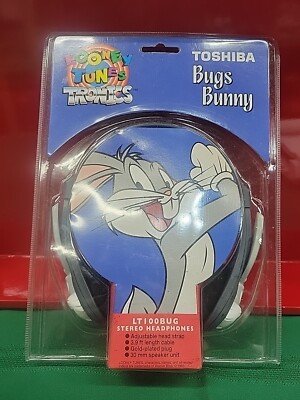 LOONEY
TUNES
TRONICS
TOSHIBA
Bugs
Bunny
LT100BUG
STEREO HEADPHONES
● Adjustable head strap
● 3.9 ft length cable
● Gold-plated plug
● 30 mm speaker unit